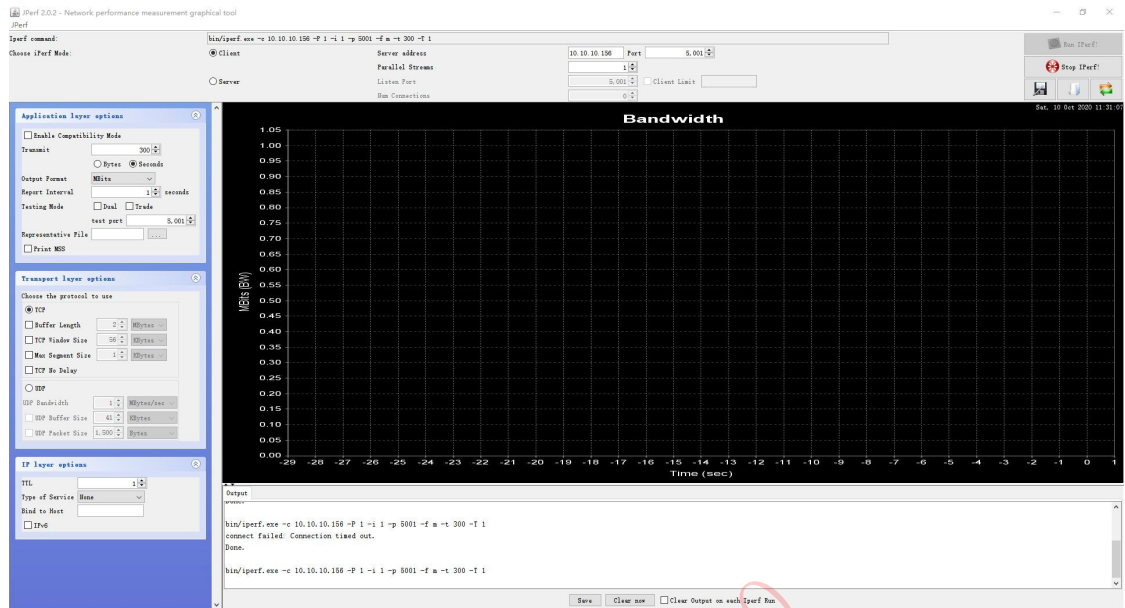 JPerf 2.0.2 - Network performance measurement graphical tool
JPerf
Iperf command:
bin/iperf.exe -c 10.10.10.156 -P 1 -i 1 -p 5001 -f m -t 300 -T 1
Choose iPerf Mode:
Client
Server address
10.10.10.156
Port
5,001
Parallel Streams
1
Server
Listen Port
5,001
Client Limit
Num Connections
0
Run IPerf!
Stop IPerf!
Sat, 10 Oct 2020 11:31:07
Application layer options
Enable Compatibility Mode
Transmit
300
Bytes
Seconds
Output Format
MBits
Report Interval
1
seconds
Testing Mode
Dual
Trade
test port
5,001
Representative File
...
Print MSS
Transport layer options
Choose the protocol to use
TCP
Buffer Length
2
MBytes
TCP Window Size
56
KBytes
Max Segment Size
1
KBytes
TCP No Delay
UDP
UDP Bandwidth
1
MBytes/sec
UDP Buffer Size
41
KBytes
UDP Packet Size
1,500
Bytes
IP layer options
TTL
1
Type of Service
None
Bind to Host
IPv6
Bandwidth
1.05
1.00
0.95
0.90
0.85
0.80
0.75
0.70
0.65
0.60
0.55
0.50
0.45
0.40
0.35
0.30
0.25
0.20
0.15
0.10
0.05
0.00
MBits (BW)
-29 -28 -27 -26 -25 -24 -23 -22 -21 -20 -19 -18 -17 -16 -15 -14 -13 -12 -11 -10 -9 -8 -7 -6 -5 -4 -3 -2 -1 0 1
Time (sec)
Output
Done.
bin/iperf.exe -c 10.10.10.156 -P 1 -i 1 -p 5001 -f m -t 300 -T 1
connect failed: Connection timed out.
Done.
bin/iperf.exe -c 10.10.10.156 -P 1 -i 1 -p 5001 -f m -t 300 -T 1
Save
Clear now
Clear Output on each Iperf Run